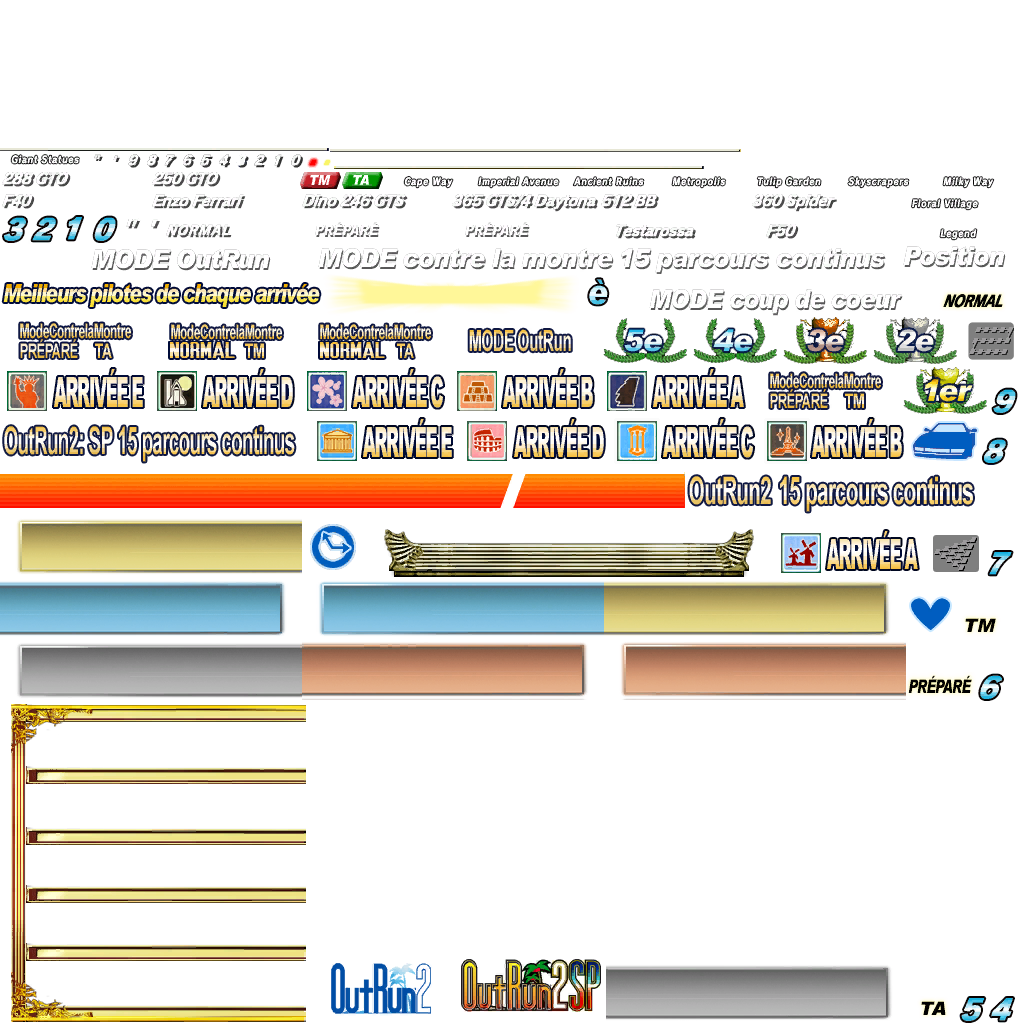 Giant Statues " ' 9 8 7 6 5 4 3 2 1 0
288 GTO 250 GTO TM TA Cape Way Imperial Avenue Ancient Ruins Metropolis Tulip Garden Skyscrapers Milky Way
F40 Enzo Ferrari Dino 246 GTS 365 GTS/4 Daytona 512 BB 360 Spider Floral Village
3 2 1 0 " ' NORMAL PRÉPARÉ PRÉPARÉ Testarossa F50 Legend
MODE OutRun MODE contre la montre 15 parcours continus Position
Meilleurs pilotes de chaque arrivée è MODE coup de coeur NORMAL
ModeContrelaMontre PRÉPARÉ TA
ModeContrelaMontre NORMAL TM
ModeContrelaMontre NORMAL TA
MODE OutRun 5e 4e 3e 2e
ARRIVÉE E ARRIVÉE D ARRIVÉE C ARRIVÉE B ARRIVÉE A
ModeContrelaMontre PRÉPARÉ TM
1er 9
OutRun2: SP 15 parcours continus ARRIVÉE E ARRIVÉE D ARRIVÉE C ARRIVÉE B 8
OutRun2 15 parcours continus
ARRIVÉE A 7
TM
PRÉPARÉ 6
OutRun2 OutRun2SP TA 5 4